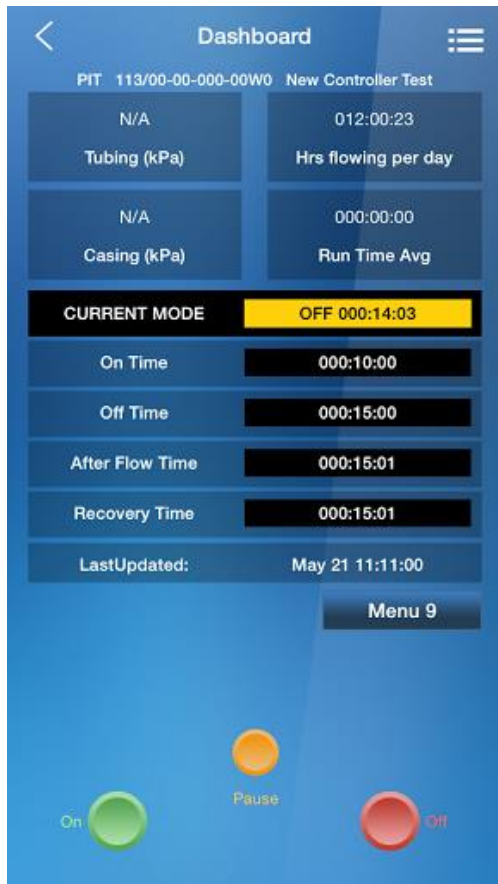 Dashboard
PIT 113/00-00-000-00W0 New Controller Test
N/A 012:00:23
Tubing (kPa) Hrs flowing per day
N/A 000:00:00
Casing (kPa) Run Time Avg
CURRENT MODE OFF 000:14:03
On Time 000:10:00
Off Time 000:15:00
After Flow Time 000:15:01
Recovery Time 000:15:01
LastUpdated: May 21 11:11:00
Menu 9
Pause
On Off